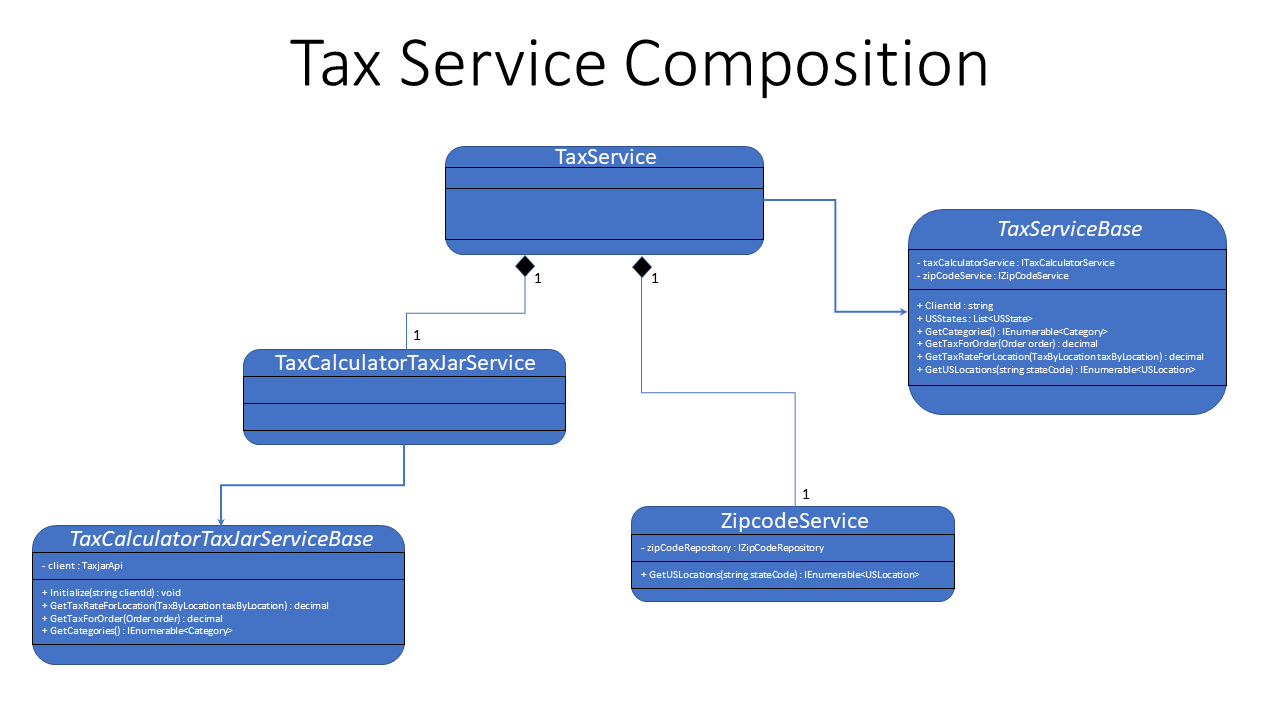 Tax Service Composition
TaxService
TaxServiceBase
- taxCalculatorService : ITaxCalculatorService
- zipCodeService : IZipCodeService
+ ClientId : string
+ USStates : List<USState>
+ GetCategories() : IEnumerable<Category>
+ GetTaxForOrder(Order order) : decimal
+ GetTaxRateForLocation(TaxByLocation taxByLocation) : decimal
+ GetUSLocations(string stateCode) : IEnumerable<USLocation>
1
1
1
TaxCalculatorTaxJarService
1
ZipcodeService
- zipCodeRepository : IZipCodeRepository
+ GetUSLocations(string stateCode) : IEnumerable<USLocation>
TaxCalculatorTaxJarServiceBase
- client : TaxjarApi
+ Initialize(string clientId) : void
+ GetTaxRateForLocation(TaxByLocation taxByLocation) : decimal
+ GetTaxForOrder(Order order) : decimal
+ GetCategories() : IEnumerable<Category>